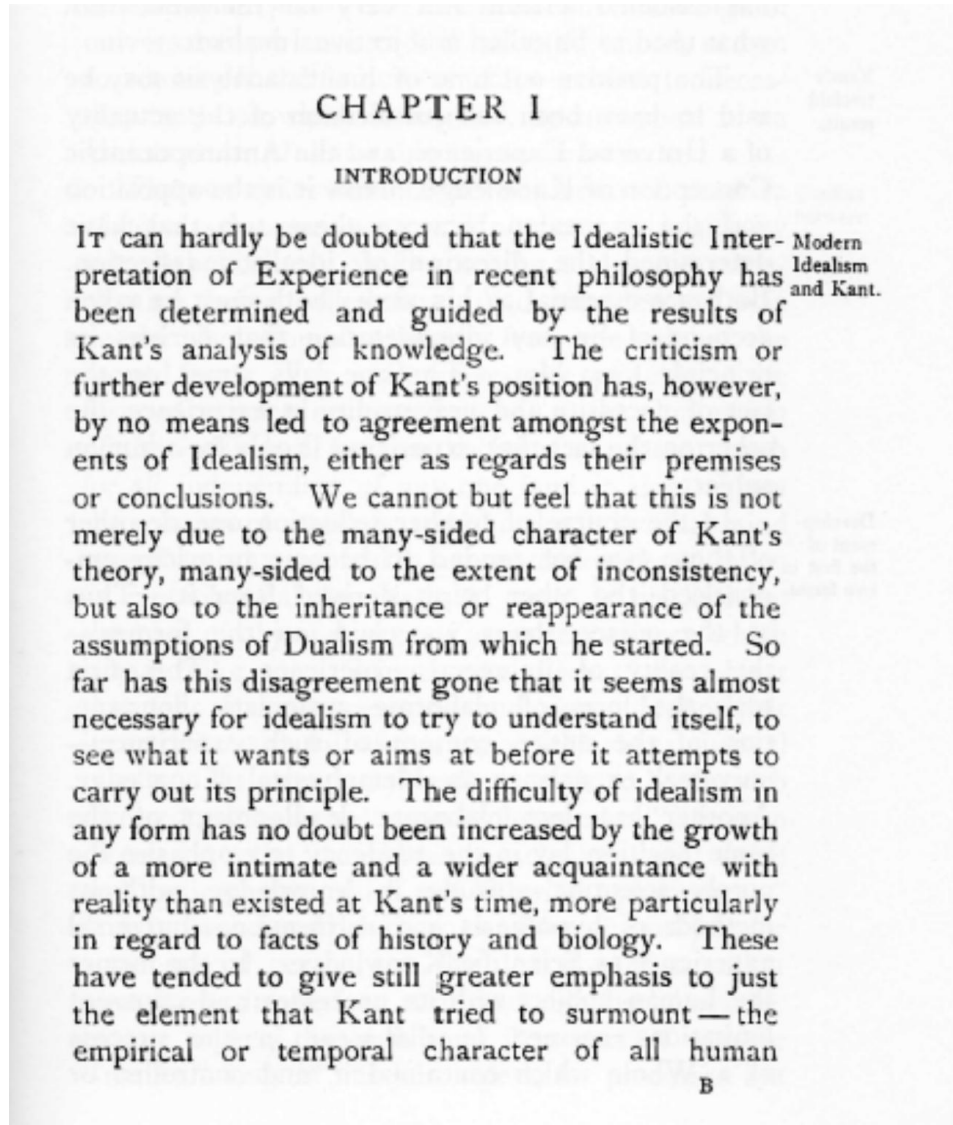 CHAPTER I
INTRODUCTION
IT can hardly be doubted that the Idealistic Inter-
pretation of Experience in recent philosophy has
been determined and guided by the results of
Kant's analysis of knowledge. The criticism or
further development of Kant's position has, however,
by no means led to agreement amongst the expon-
ents of Idealism, either as regards their premises
or conclusions. We cannot but feel that this is not
merely due to the many-sided character of Kant's
theory, many-sided to the extent of inconsistency,
but also to the inheritance or reappearance of the
assumptions of Dualism from which he started. So
far has this disagreement gone that it seems almost
necessary for idealism to try to understand itself, to
see what it wants or aims at before it attempts to
carry out its principle. The difficulty of idealism in
any form has no doubt been increased by the growth
of a more intimate and a wider acquaintance with
reality than existed at Kant's time, more particularly
in regard to facts of history and biology. These
have tended to give still greater emphasis to just
the element that Kant tried to surmount—the
empirical or temporal character of all human
B
Modern
Idealism
and Kant.